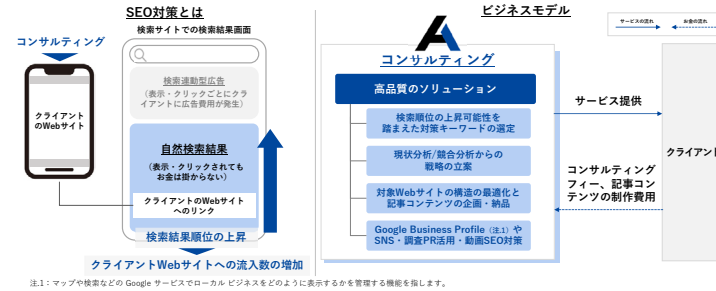 SEO対策とは
検索サイトでの検索結果画面
コンサルティング
クライアント
のWebサイト
検索連動型広告
（表示・クリックごとにクラ
イアントに広告費用が発生）
自然検索結果
（表示・クリックされても
お金は掛からない）
クライアントのWebサイト
へのリンク
検索結果順位の上昇
クライアントWebサイトへの流入数の増加
ビジネスモデル
サービスの流れ
お金の流れ
コンサルティング
高品質のソリューション
検索順位の上昇可能性を
踏まえた対策キーワードの選定
現状分析/競合分析からの
戦略の立案
対象Webサイトの構造の最適化と
記事コンテンツの企画・納品
Google Business Profile（注.1）や
SNS・調査PR活用・動画SEO対策
サービス提供
コンサルティング
フィー、記事コン
テンツの制作費用
クライアン
注.1：マップや検索などの Google サービスでローカル ビジネスをどのように表示するかを管理する機能を指します。